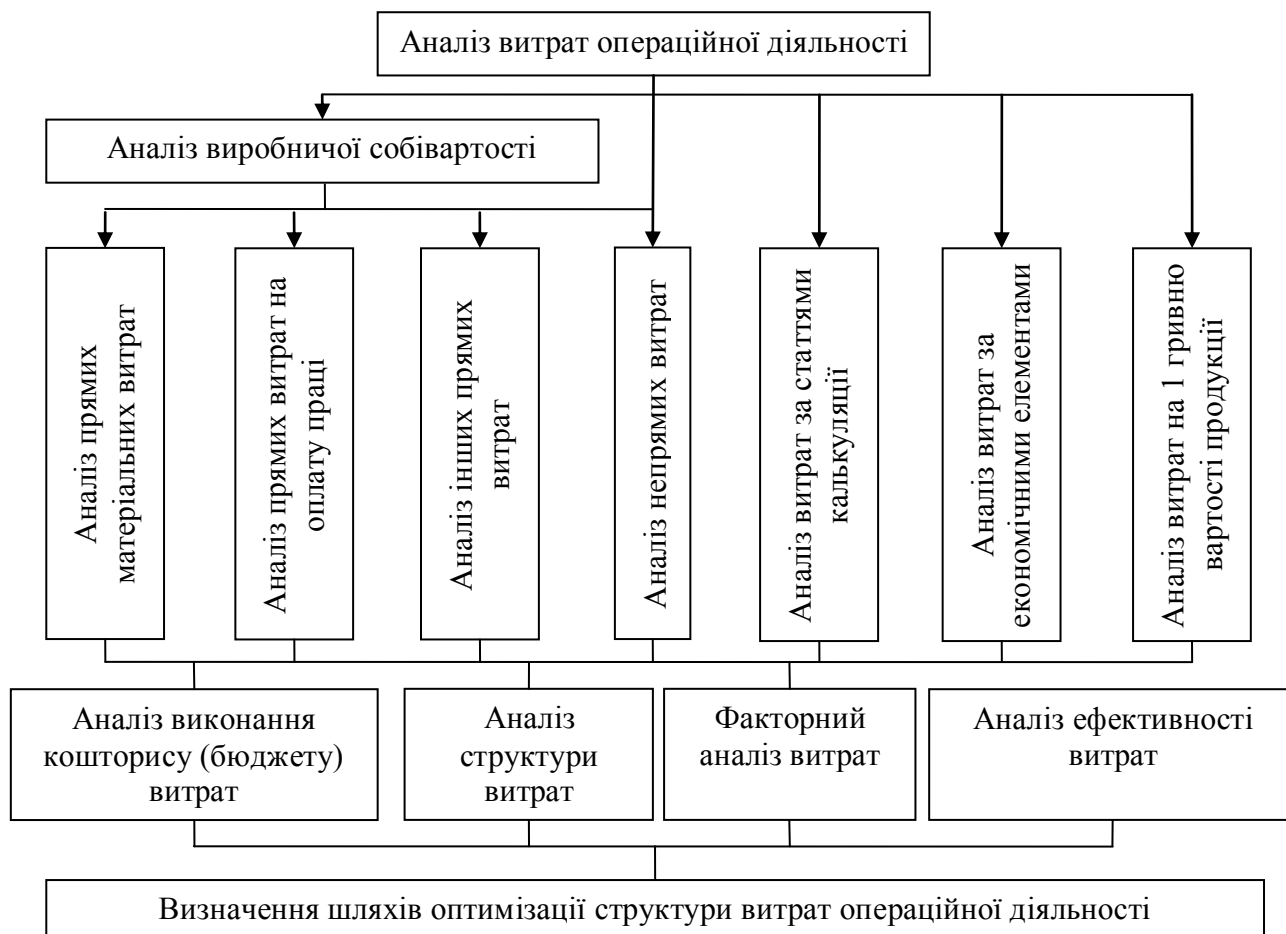 Аналіз витрат операційної діяльності
Аналіз виробничої собівартості
Аналіз прямих
матеріальних витрат
Аналіз прямих витрат на
оплату праці
Аналіз інших прямих
витрат
Аналіз непрямих витрат
Аналіз витрат за статтями
калькуляції
Аналіз витрат за
економічними елементами
Аналіз витрат на 1 гривню
вартості продукції
Аналіз виконання
кошторису (бюджету)
витрат
Аналіз
структури
витрат
Факторний
аналіз витрат
Аналіз ефективності
витрат
Визначення шляхів оптимізації структури витрат операційної діяльності